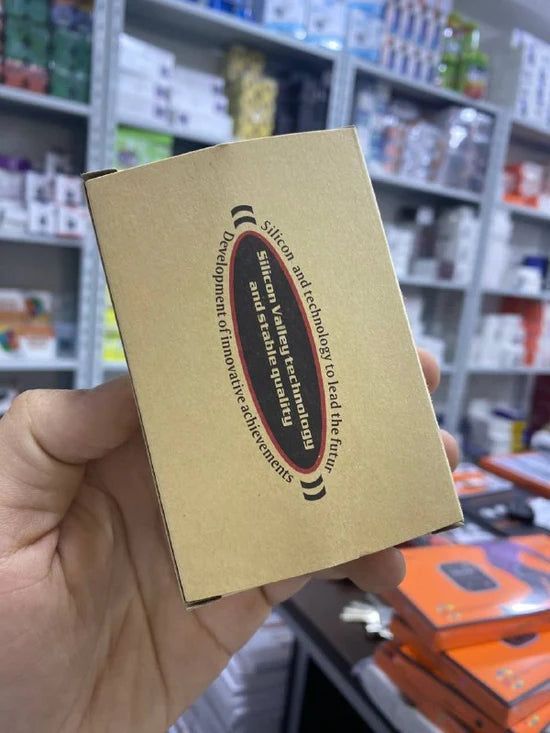 Silicon and technology to lead the futur
Silicon Valley technology
and stable quality
Development of innovative achievements